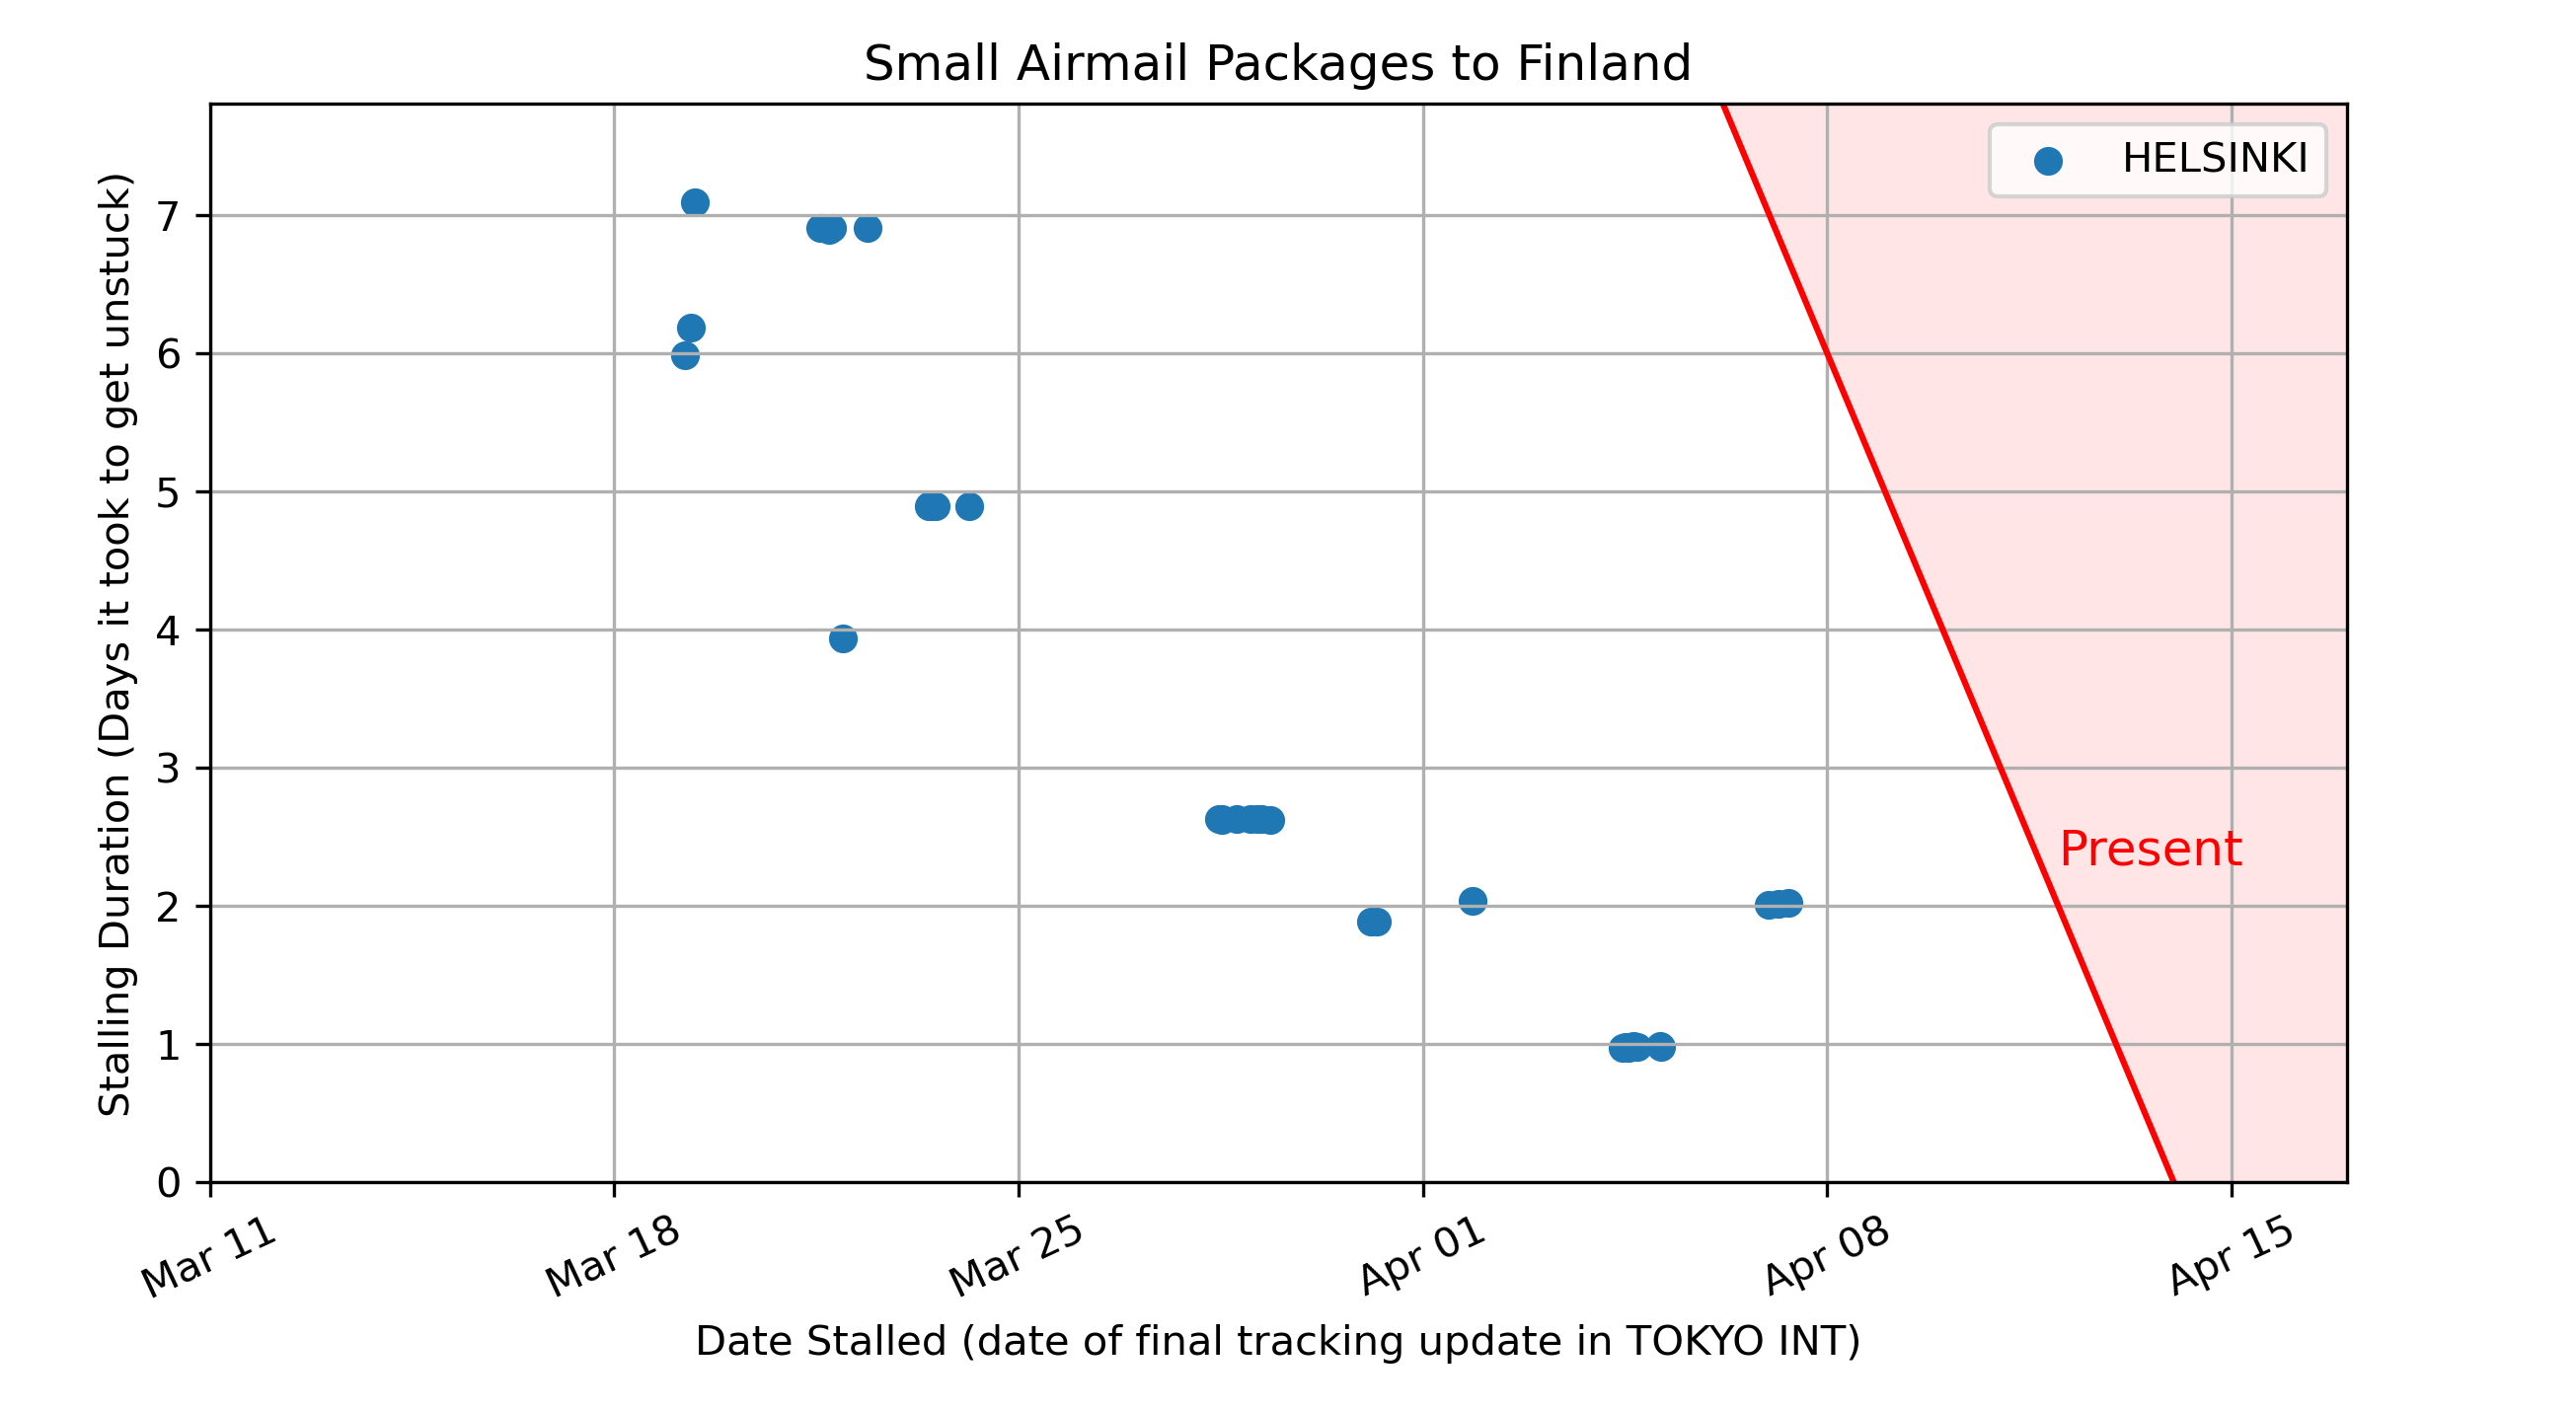 Small Airmail Packages to Finland
HELSINKI
Stalling Duration (Days it took to get unstuck)
7
6
5
4
3
2
1
0
Present
Mar 11
Mar 18
Mar 25
Apr 01
Apr 08
Apr 15
Date Stalled (date of final tracking update in TOKYO INT)